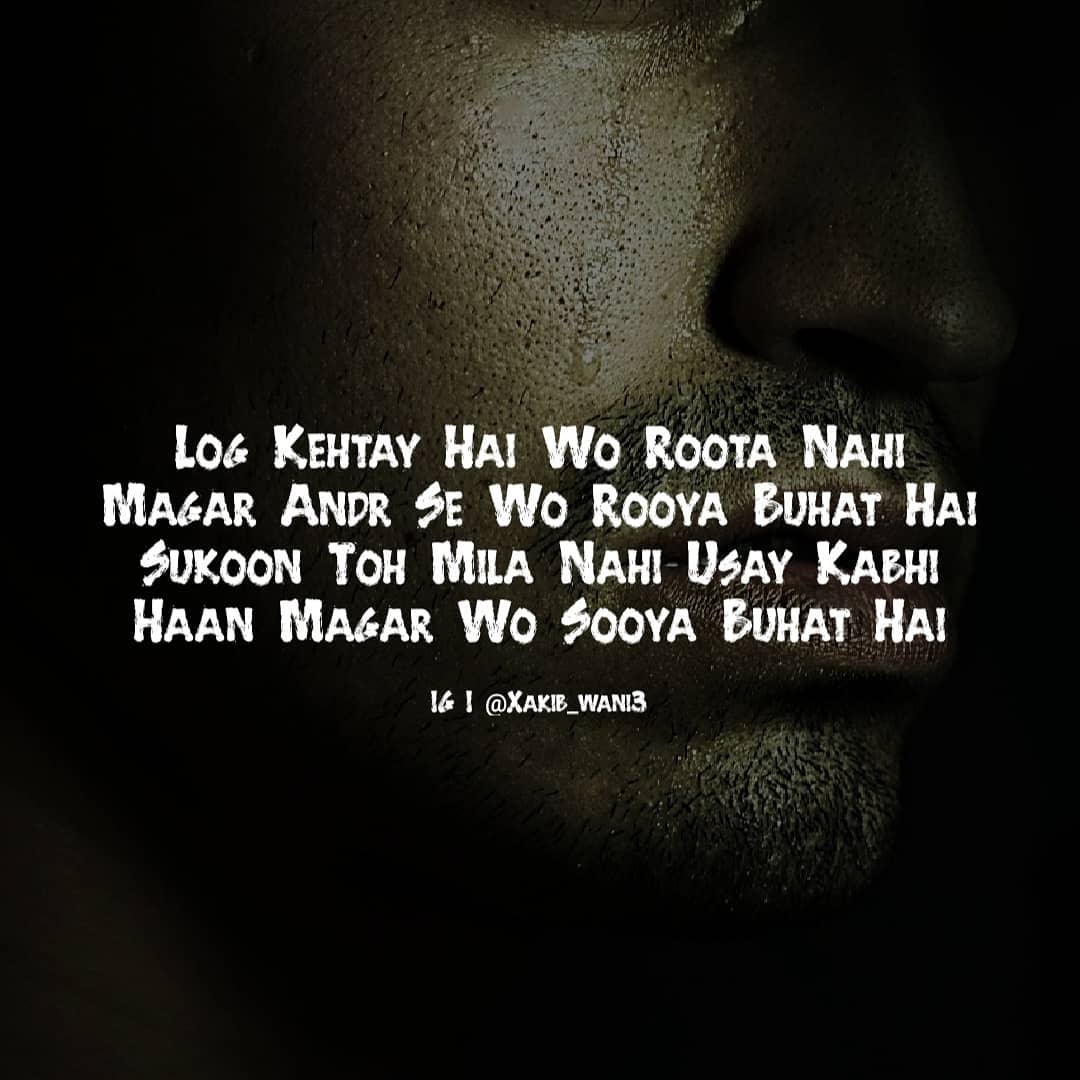 Log Kehtay Hai Wo Roota Nahi
Magar Andr Se Wo Rooya Buhat Hai
Sukoon Toh Mila Nahi Usay Kabhi
Haan Magar Wo Sooya Buhat Hai
IG | @Xakib_wani3